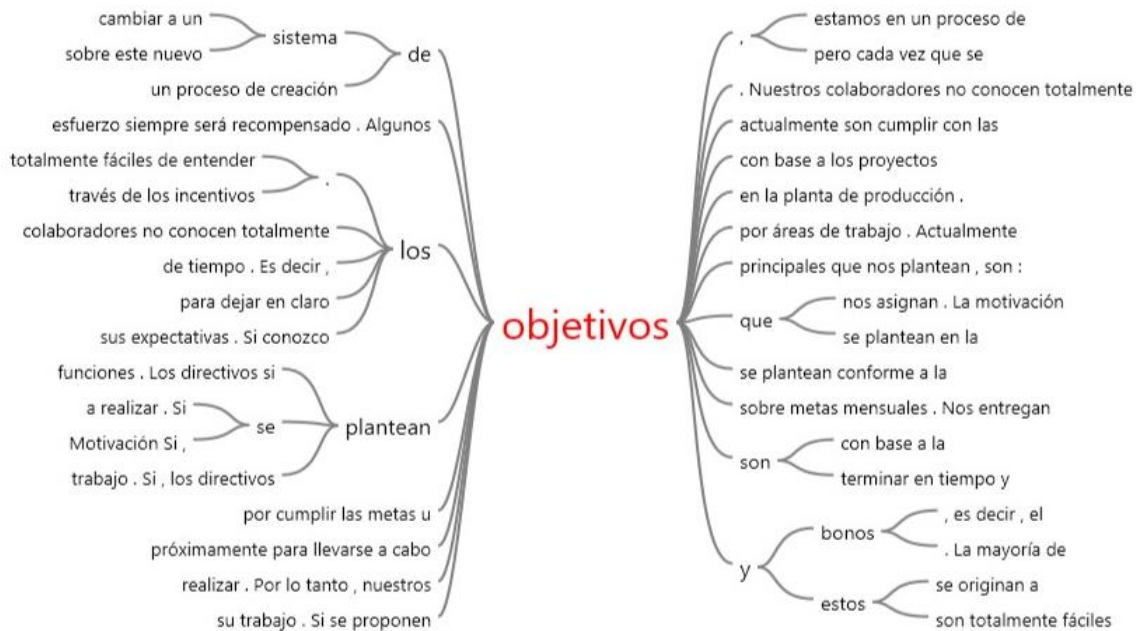 cambiar a un
sobre este nuevo
sistema
un proceso de creación
de
esfuerzo siempre será recompensado . Algunos
totalmente fáciles de entender
través de los incentivos
.
colaboradores no conocen totalmente
de tiempo . Es decir ,
para dejar en claro
sus expectativas . Si conozco
los
funciones . Los directivos si
a realizar . Si
Motivación Si ,
se
trabajo . Si , los directivos
plantean
por cumplir las metas u
próximamente para llevarse a cabo
realizar . Por lo tanto , nuestros
su trabajo . Si se proponen
objetivos
,
estamos en un proceso de
pero cada vez que se
. Nuestros colaboradores no conocen totalmente
actualmente son cumplir con las
con base a los proyectos
en la planta de producción .
por áreas de trabajo . Actualmente
principales que nos plantean , son :
que
nos asignan . La motivación
se plantean en la
se plantean conforme a la
sobre metas mensuales . Nos entregan
son
con base a la
terminar en tiempo y
y
bonos
, es decir , el
. La mayoría de
estos
se originan a
son totalmente fáciles